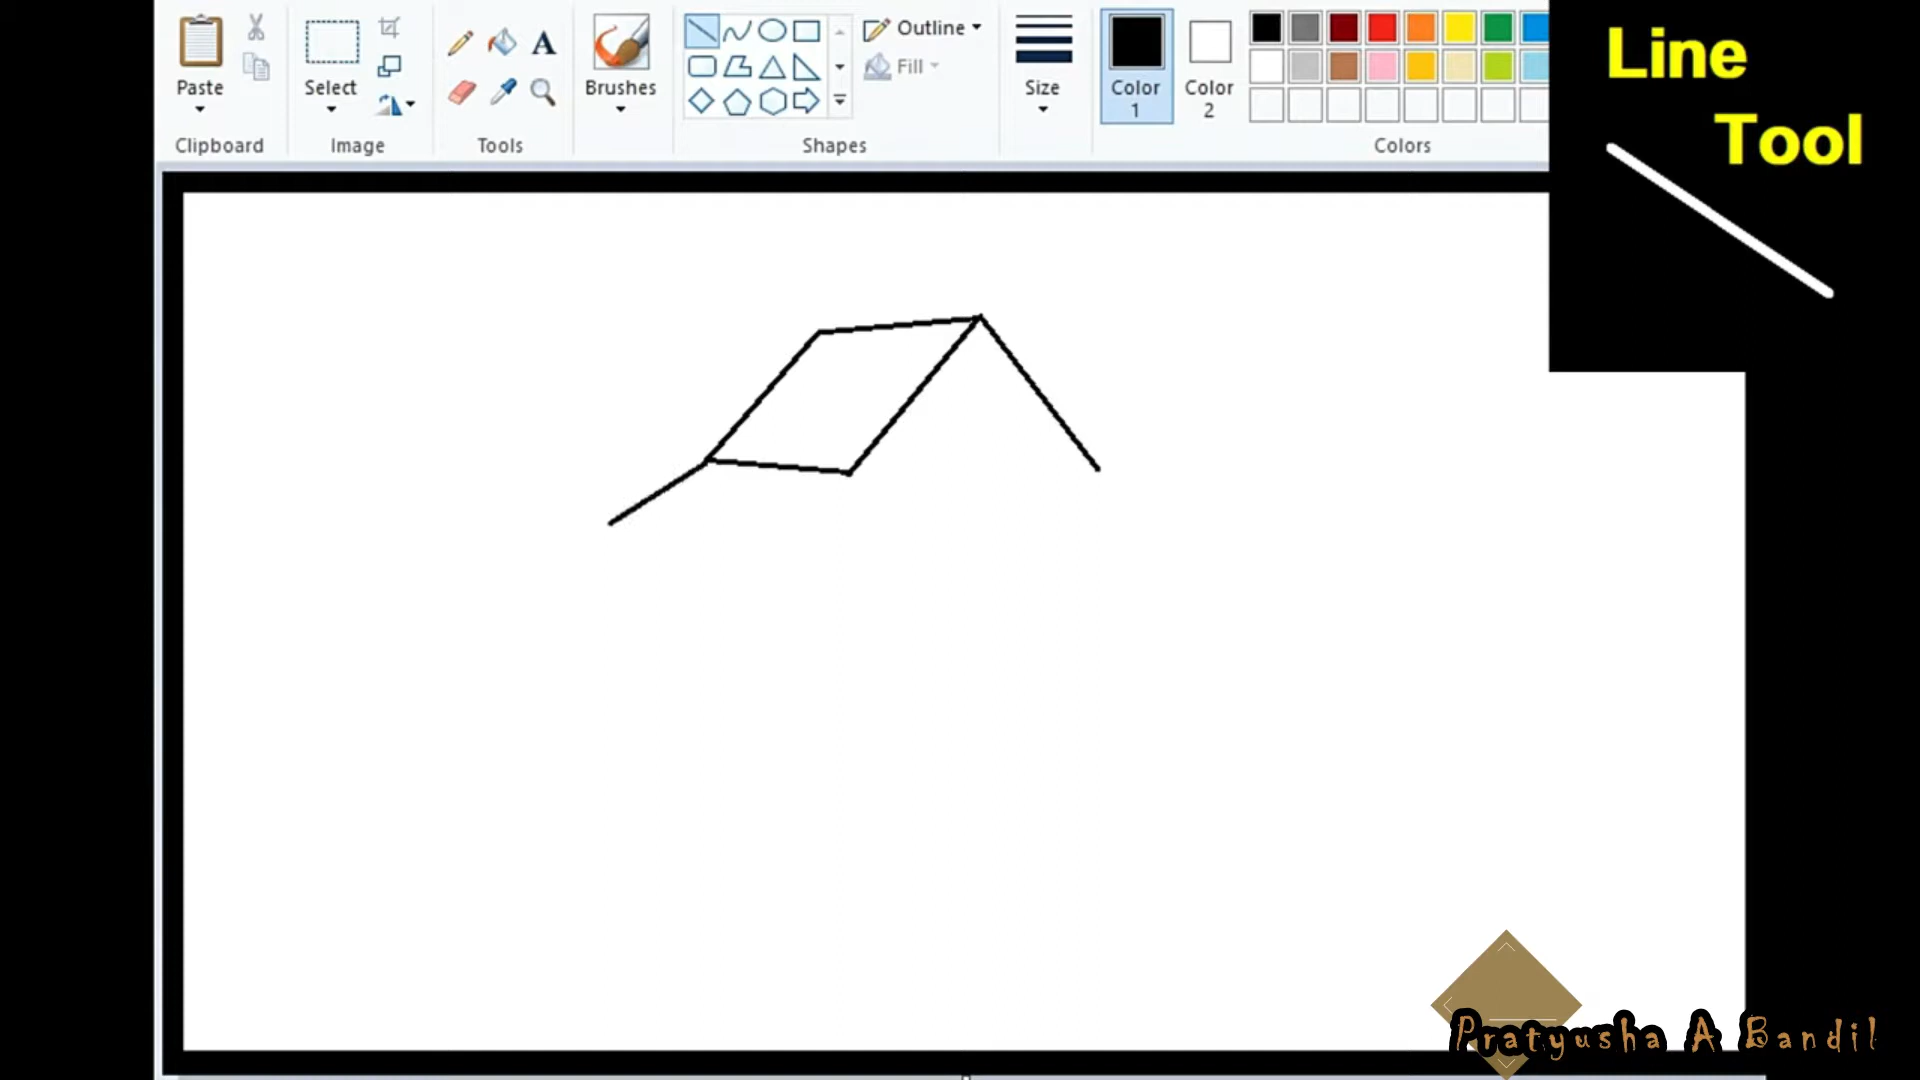 Paste
Clipboard
Select
Image
A
Tools
Brushes
Shapes
Outline
Fill
Size
Color
1
Color
2
Colors
Line
Tool
Pratyusha A Bandil